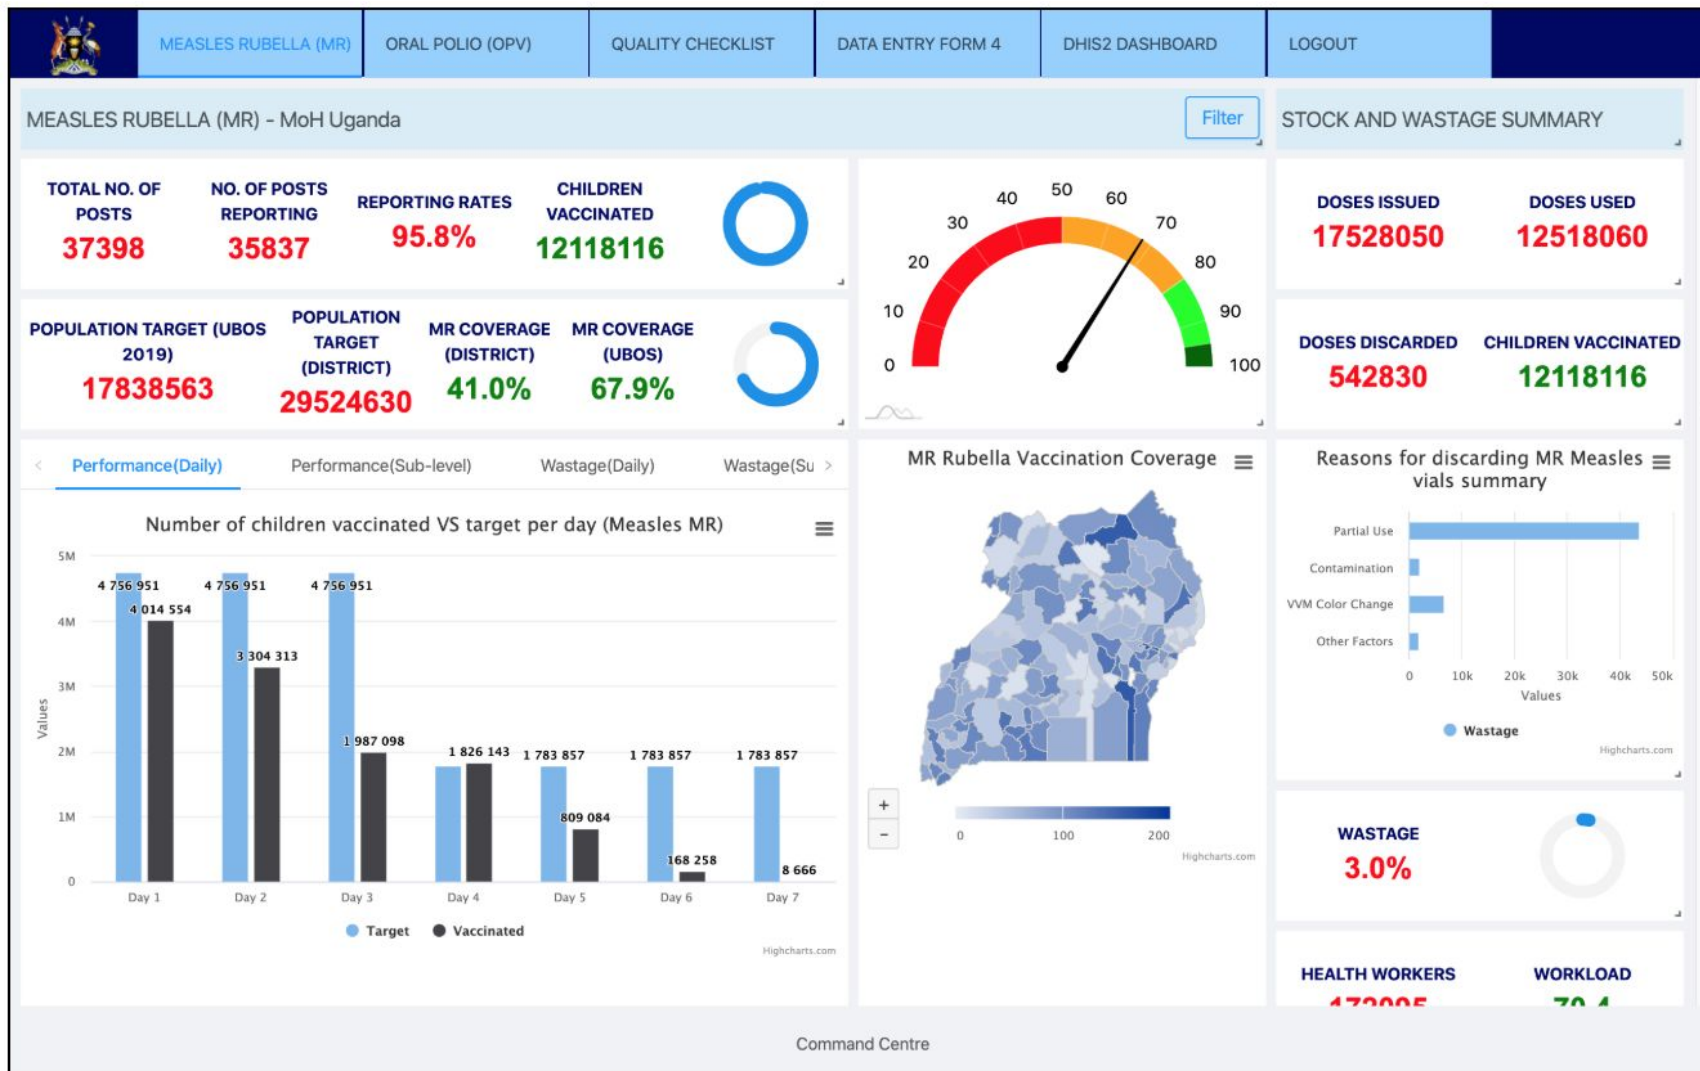 MEASLES RUBELLA (MR)
ORAL POLIO (OPV)
QUALITY CHECKLIST
DATA ENTRY FORM 4
DHIS2 DASHBOARD
LOGOUT
MEASLES RUBELLA (MR) - MoH Uganda
Filter
STOCK AND WASTAGE SUMMARY
TOTAL NO. OF
POSTS
37398
NO. OF POSTS
REPORTING
35837
REPORTING RATES
95.8%
CHILDREN
VACCINATED
12118116
POPULATION TARGET (UBOS
2019)
17838563
POPULATION
TARGET
(DISTRICT)
29524630
MR COVERAGE
(DISTRICT)
41.0%
MR COVERAGE
(UBOS)
67.9%
0
10
20
30
40
50
60
70
80
90
100
DOSES ISSUED
17528050
DOSES USED
12518060
DOSES DISCARDED
542830
CHILDREN VACCINATED
12118116
Performance(Daily)
Performance(Sub-level)
Wastage(Daily)
Wastage(Su
Number of children vaccinated VS target per day (Measles MR)
Values
5M
4M
3M
2M
1M
0
4 756 951
4 014 554
4 756 951
3 304 313
4 756 951
1 987 098
1 826 143
1 783 857
809 084
1 783 857
168 258
1 783 857
8 666
Day 1
Day 2
Day 3
Day 4
Day 5
Day 6
Day 7
Target
Vaccinated
Highcharts.com
MR Rubella Vaccination Coverage
+
−
0
100
200
Highcharts.com
Reasons for discarding MR Measles
vials summary
Partial Use
Contamination
VVM Color Change
Other Factors
0
10k
20k
30k
40k
50k
Values
Wastage
Highcharts.com
WASTAGE
3.0%
HEALTH WORKERS
WORKLOAD
Command Centre